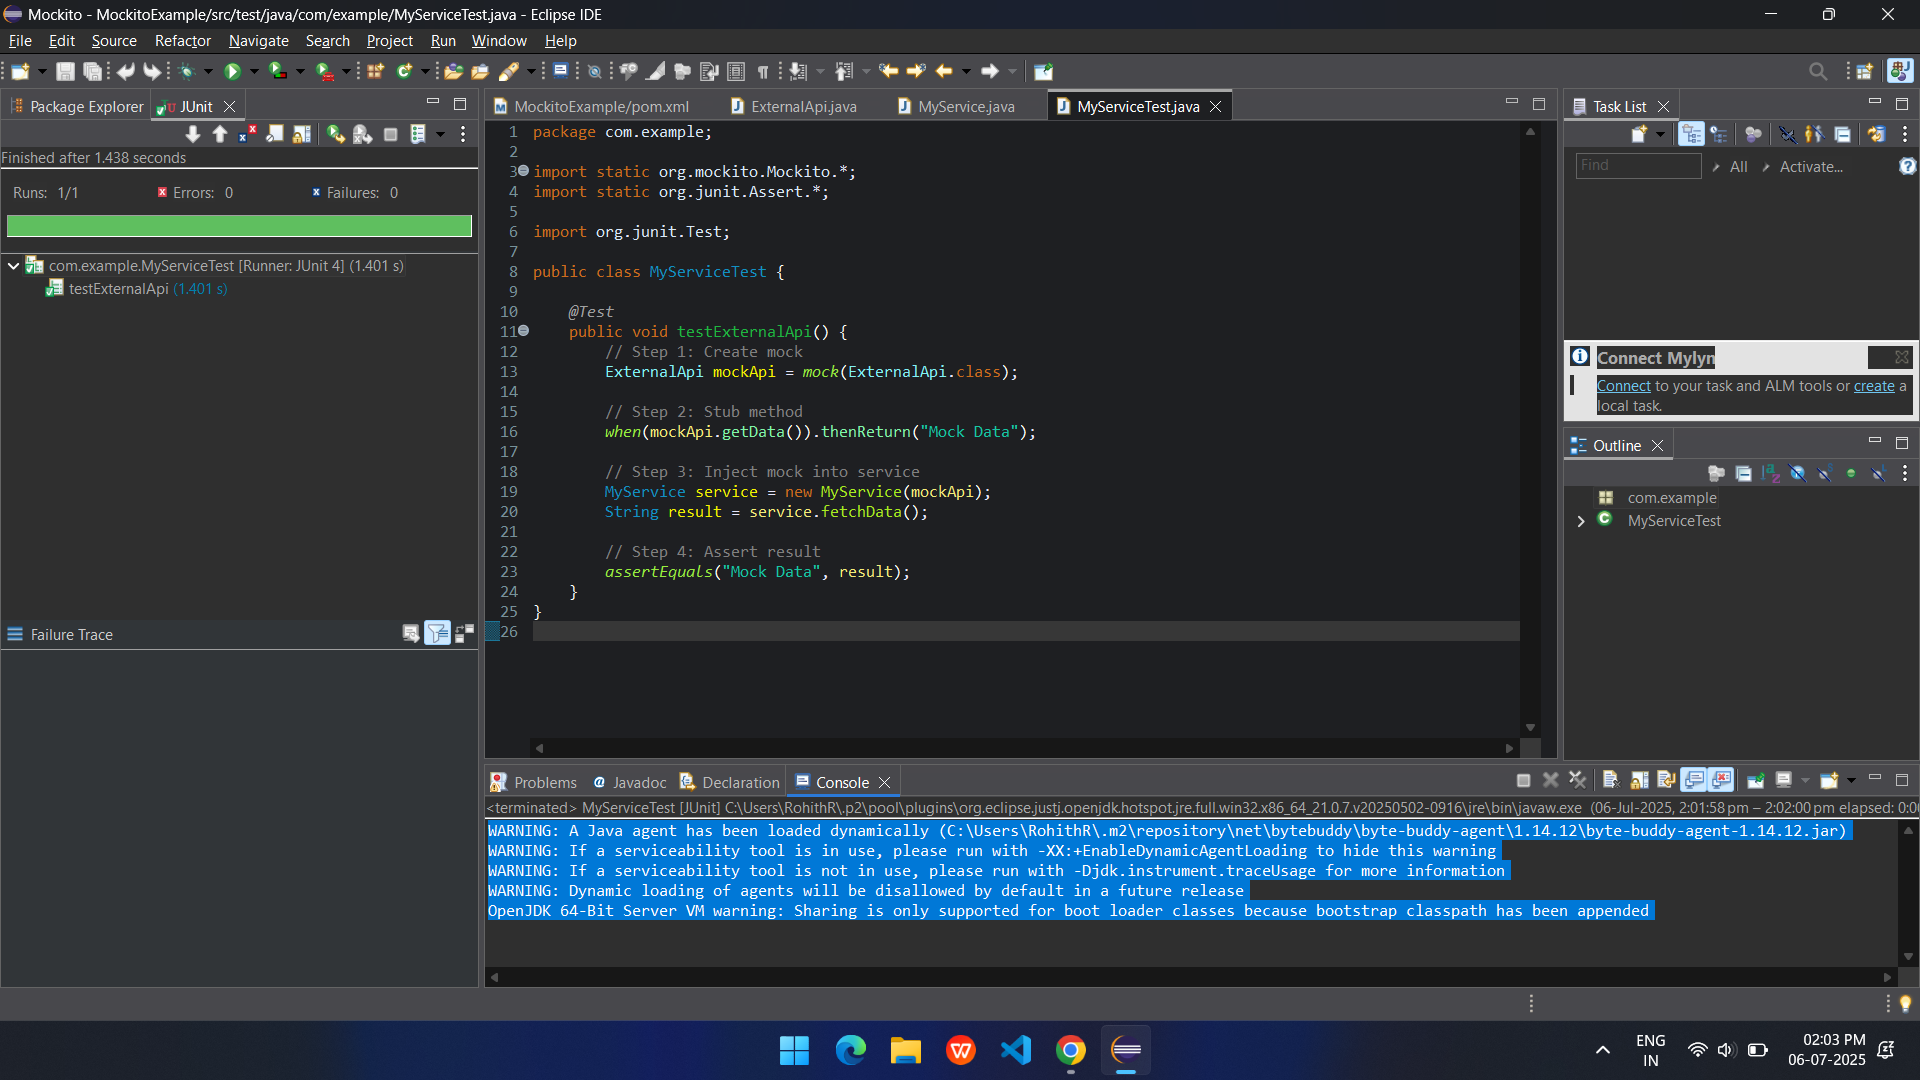 Mockito - MockitoExample/src/test/java/com/example/MyServiceTest.java - Eclipse IDE
File Edit Source Refactor Navigate Search Project Run Window Help
Package Explorer
JUnit
Finished after 1.438 seconds
Runs: 1/1
Errors: 0
Failures: 0
com.example.MyServiceTest [Runner: JUnit 4] (1.401 s)
testExternalApi (1.401 s)
Failure Trace
MockitoExample/pom.xml
ExternalApi.java
MyService.java
MyServiceTest.java
1 package com.example;
2
3 import static org.mockito.Mockito.*;
4 import static org.junit.Assert.*;
5
6 import org.junit.Test;
7
8 public class MyServiceTest {
9
10 @Test
11 public void testExternalApi() {
12 // Step 1: Create mock
13 ExternalApi mockApi = mock(ExternalApi.class);
14
15 // Step 2: Stub method
16 when(mockApi.getData()).thenReturn("Mock Data");
17
18 // Step 3: Inject mock into service
19 MyService service = new MyService(mockApi);
20 String result = service.fetchData();
21
22 // Step 4: Assert result
23 assertEquals("Mock Data", result);
24 }
25 }
26
Task List
Find
All
Activate...
Connect Mylyn
Connect to your task and ALM tools or create a
local task.
Outline
com.example
MyServiceTest
Problems
Javadoc
Declaration
Console
<terminated> MyServiceTest [JUnit] C:\Users\RohithR\.p2\pool\plugins\org.eclipse.justj.openjdk.hotspot.jre.full.win32.x86_64_21.0.7.v20250502-0916\jre\bin\javaw.exe (06-Jul-2025, 2:01:58 pm – 2:02:00 pm elapsed: 0:0
WARNING: A Java agent has been loaded dynamically (C:\Users\RohithR\.m2\repository\net\bytebuddy\byte-buddy-agent\1.14.12\byte-buddy-agent-1.14.12.jar)
WARNING: If a serviceability tool is in use, please run with -XX:+EnableDynamicAgentLoading to hide this warning
WARNING: If a serviceability tool is not in use, please run with -Djdk.instrument.traceUsage for more information
WARNING: Dynamic loading of agents will be disallowed by default in a future release
OpenJDK 64-Bit Server VM warning: Sharing is only supported for boot loader classes because bootstrap classpath has been appended
ENG
IN
02:03 PM
06-07-2025